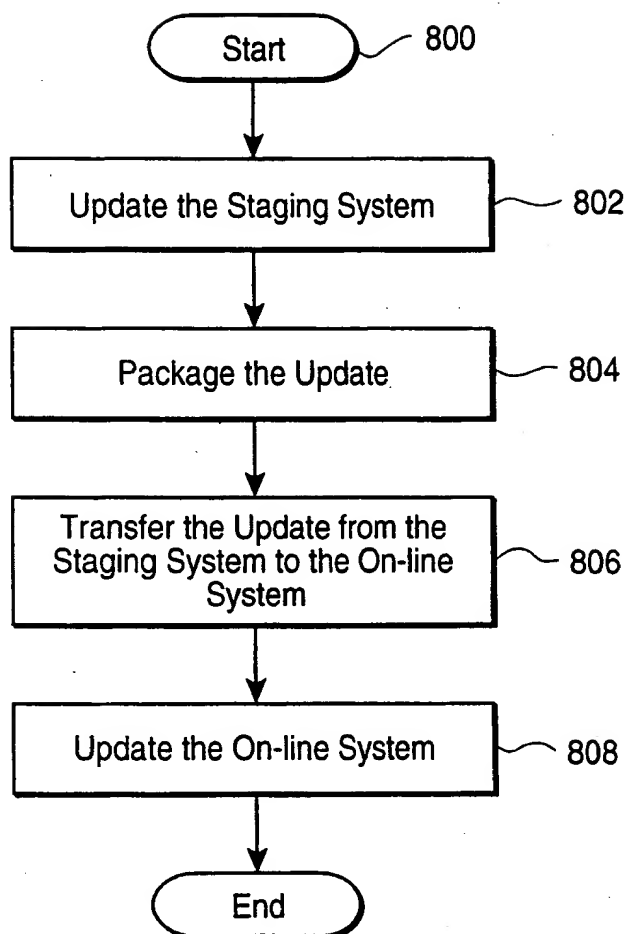 Start
800
Update the Staging System
802
Package the Update
804
Transfer the Update from the
Staging System to the On-line
System
806
Update the On-line System
808
End